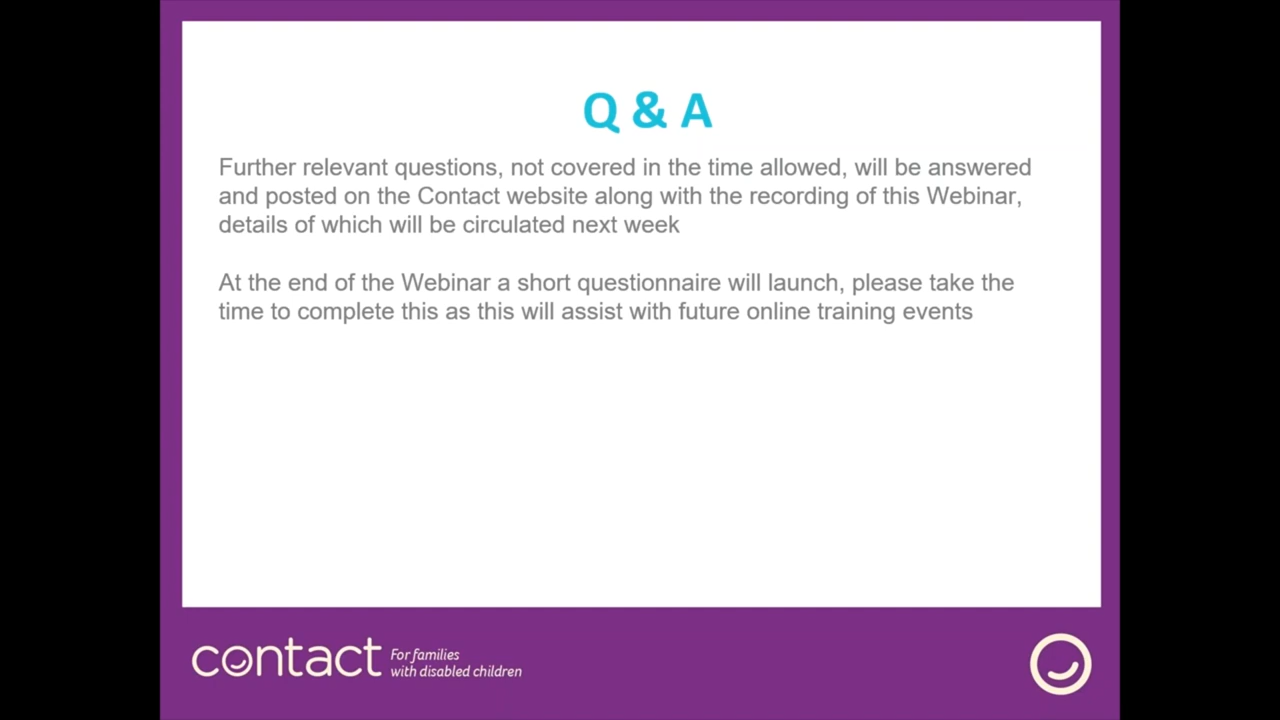 Q & A
Further relevant questions, not covered in the time allowed, will be answered
and posted on the Contact website along with the recording of this Webinar,
details of which will be circulated next week
At the end of the Webinar a short questionnaire will launch, please take the
time to complete this as this will assist with future online training events
contact
For families
with disabled children